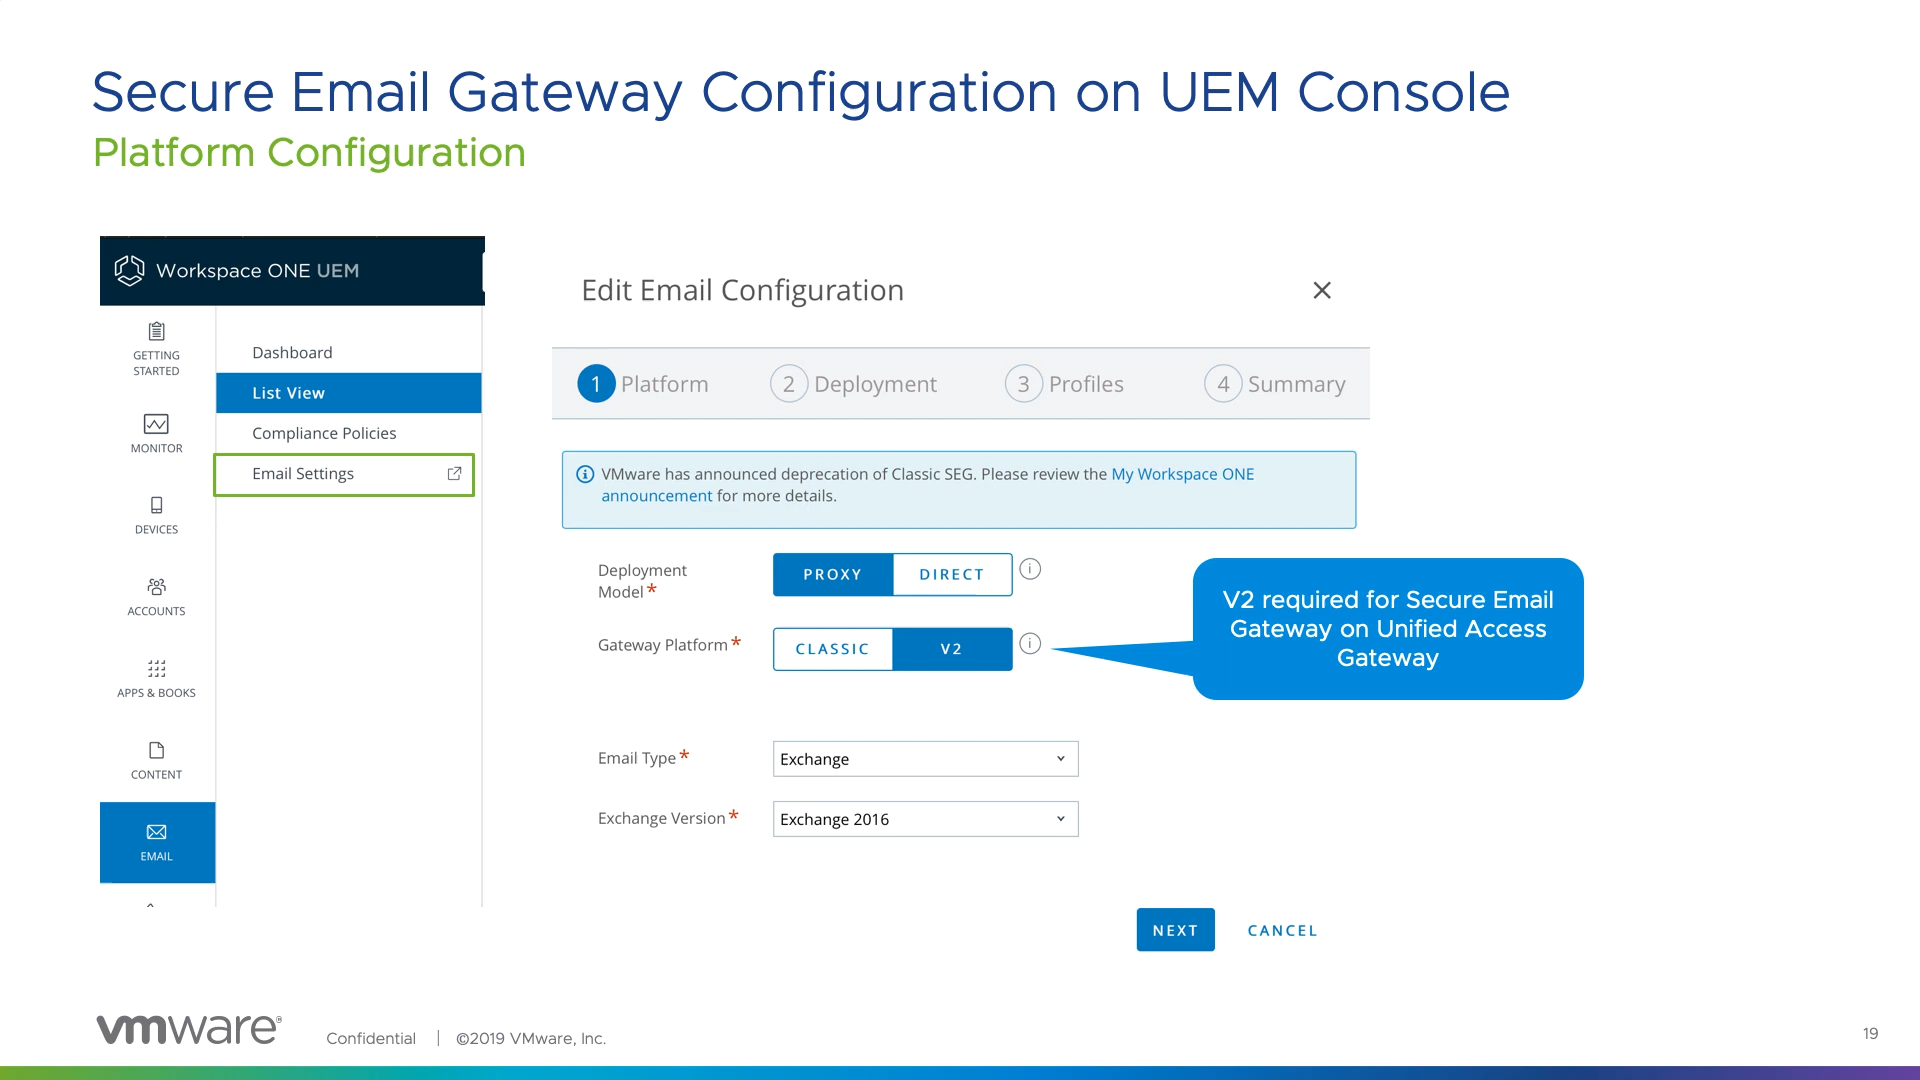 Secure Email Gateway Configuration on UEM Console
Platform Configuration
Workspace ONE UEM
GETTING
STARTED
MONITOR
DEVICES
ACCOUNTS
APPS & BOOKS
CONTENT
EMAIL
Dashboard
List View
Compliance Policies
Email Settings
Edit Email Configuration
1 Platform
2 Deployment
3 Profiles
4 Summary
VMware has announced deprecation of Classic SEG. Please review the My Workspace ONE
announcement for more details.
Deployment
Model*
PROXY
DIRECT
Gateway Platform*
CLASSIC
V2
V2 required for Secure Email
Gateway on Unified Access
Gateway
Email Type*
Exchange
Exchange Version*
Exchange 2016
NEXT
CANCEL
vmware®
Confidential | ©2019 VMware, Inc.
19